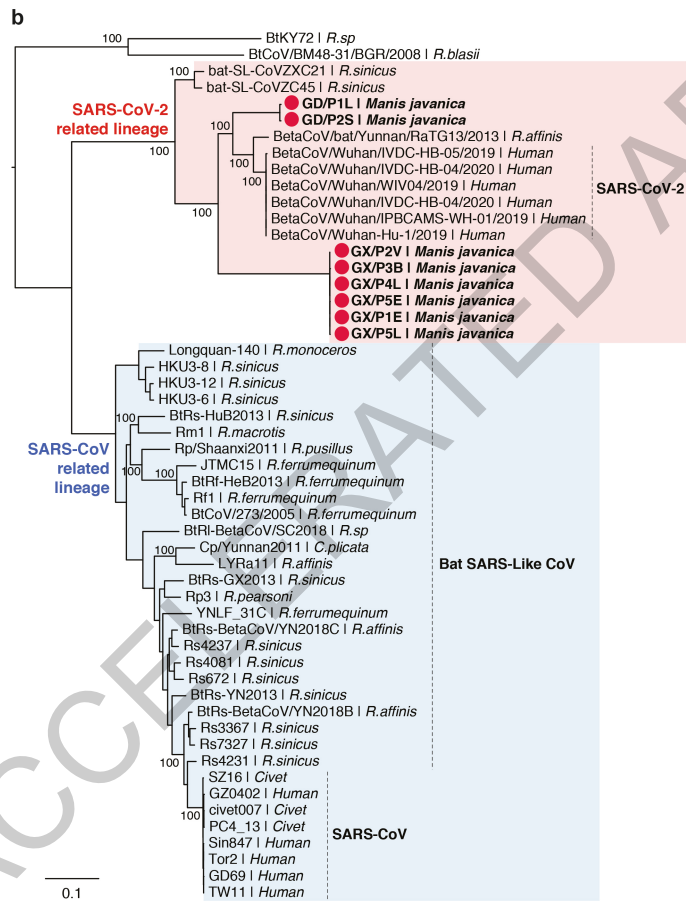 b
BtKY72 | R.sp
BtCoV/BM48-31/BGR/2008 | R.blasii
100
bat-SL-CoVZXC21 | R.sinicus
100
bat-SL-CoVZC45 | R.sinicus
GD/P1L | Manis javanica
SARS-CoV-2
related lineage
GD/P2S | Manis javanica
100
BetaCoV/bat/Yunnan/RaTG13/2013 | R.affinis
100
100
BetaCoV/Wuhan/IVDC-HB-05/2019 | Human
BetaCoV/Wuhan/IVDC-HB-04/2020 | Human
100
BetaCoV/Wuhan/WIV04/2019 | Human
SARS-CoV-2
BetaCoV/Wuhan/IVDC-HB-04/2020 | Human
100
BetaCoV/Wuhan/IPBCAMS-WH-01/2019 | Human
BetaCoV/Wuhan-Hu-1/2019 | Human
GX/P2V | Manis javanica
GX/P3B | Manis javanica
GX/P4L | Manis javanica
GX/P5E | Manis javanica
GX/P1E | Manis javanica
GX/P5L | Manis javanica
Longquan-140 | R.monoceros
HKU3-8 | R.sinicus
HKU3-12 | R.sinicus
HKU3-6 | R.sinicus
100
BtRs-HuB2013 | R.sinicus
Rm1 | R.macrotis
SARS-CoV
related
lineage
Rp/Shaanxi2011 | R.pusillus
100
JTMC15 | R.ferrumequinum
100
BtRf-HeB2013 | R.ferrumequinum
Rf1 | R.ferrumequinum
BtCoV/273/2005 | R.ferrumequinum
BtRl-BetaCoV/SC2018 | R.sp
100
Cp/Yunnan2011 | C.plicata
LYRa11 | R.affinis
Bat SARS-Like CoV
BtRs-GX2013 | R.sinicus
Rp3 | R.pearsoni
YNLF_31C | R.ferrumequinum
BtRs-BetaCoV/YN2018C | R.affinis
Rs4237 | R.sinicus
Rs4081 | R.sinicus
Rs672 | R.sinicus
BtRs-YN2013 | R.sinicus
BtRs-BetaCoV/YN2018B | R.affinis
Rs3367 | R.sinicus
Rs7327 | R.sinicus
100
Rs4231 | R.sinicus
SZ16 | Civet
GZ0402 | Human
100
civet007 | Civet
PC4_13 | Civet
SARS-CoV
Sin847 | Human
Tor2 | Human
GD69 | Human
TW11 | Human
0.1
ACCELERATED A